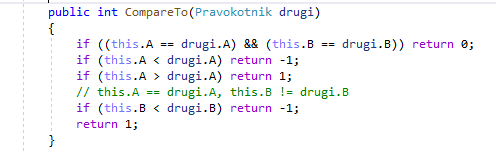 public int CompareTo(Pravokotnik drugi)
{
if ((this.A == drugi.A) && (this.B == drugi.B)) return 0;
if (this.A < drugi.A) return -1;
if (this.A > drugi.A) return 1;
// this.A == drugi.A, this.B != drugi.B
if (this.B < drugi.B) return -1;
return 1;
}